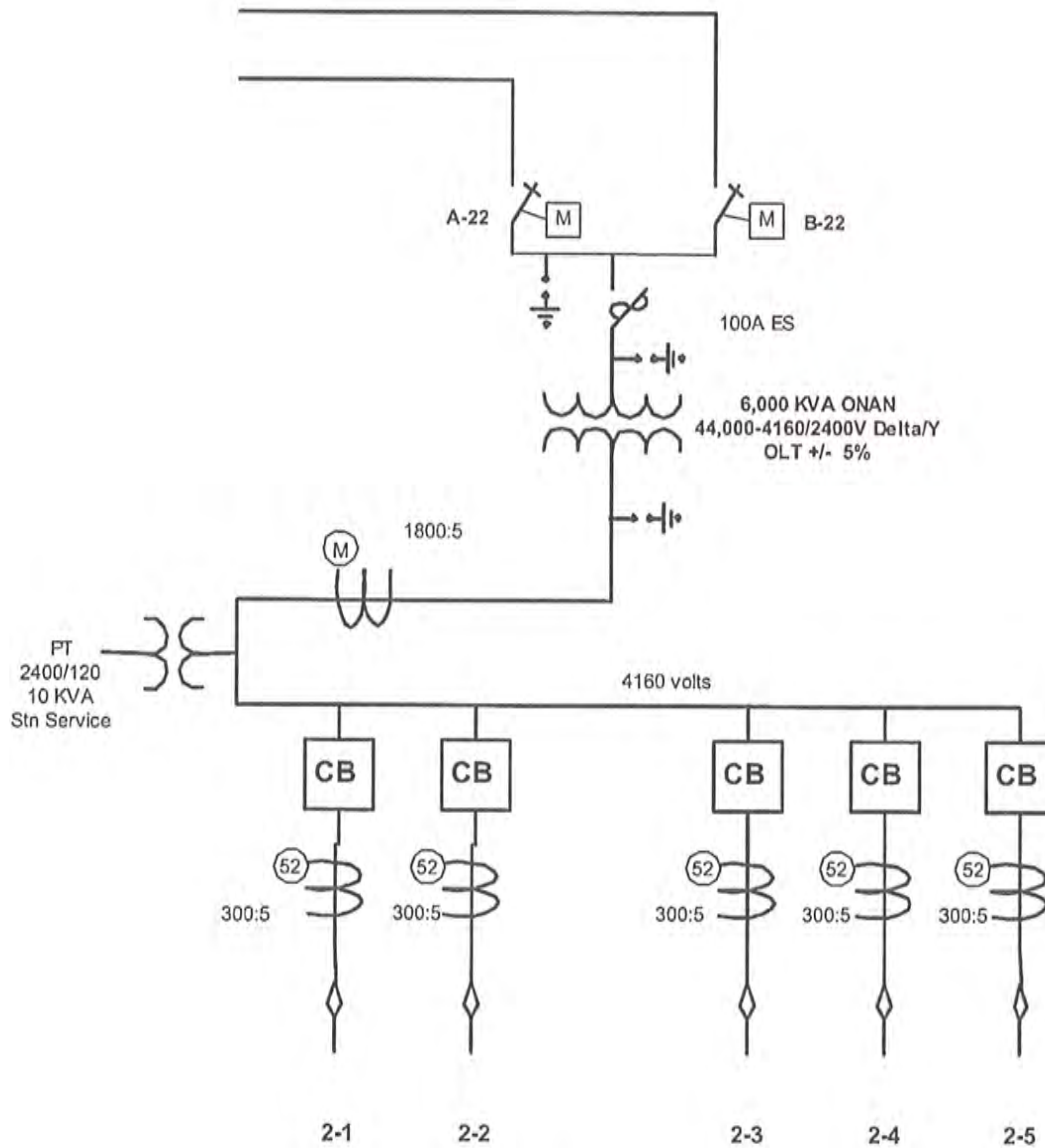 A-22
M
M
B-22
100A ES
6,000 KVA ONAN
44,000-4160/2400V Delta/Y
OLT +/- 5%
1800:5
M
PT
2400/120
10 KVA
Stn Service
4160 volts
CB
CB
CB
CB
CB
52
52
52
52
52
300:5
300:5
300:5
300:5
300:5
2-1
2-2
2-3
2-4
2-5